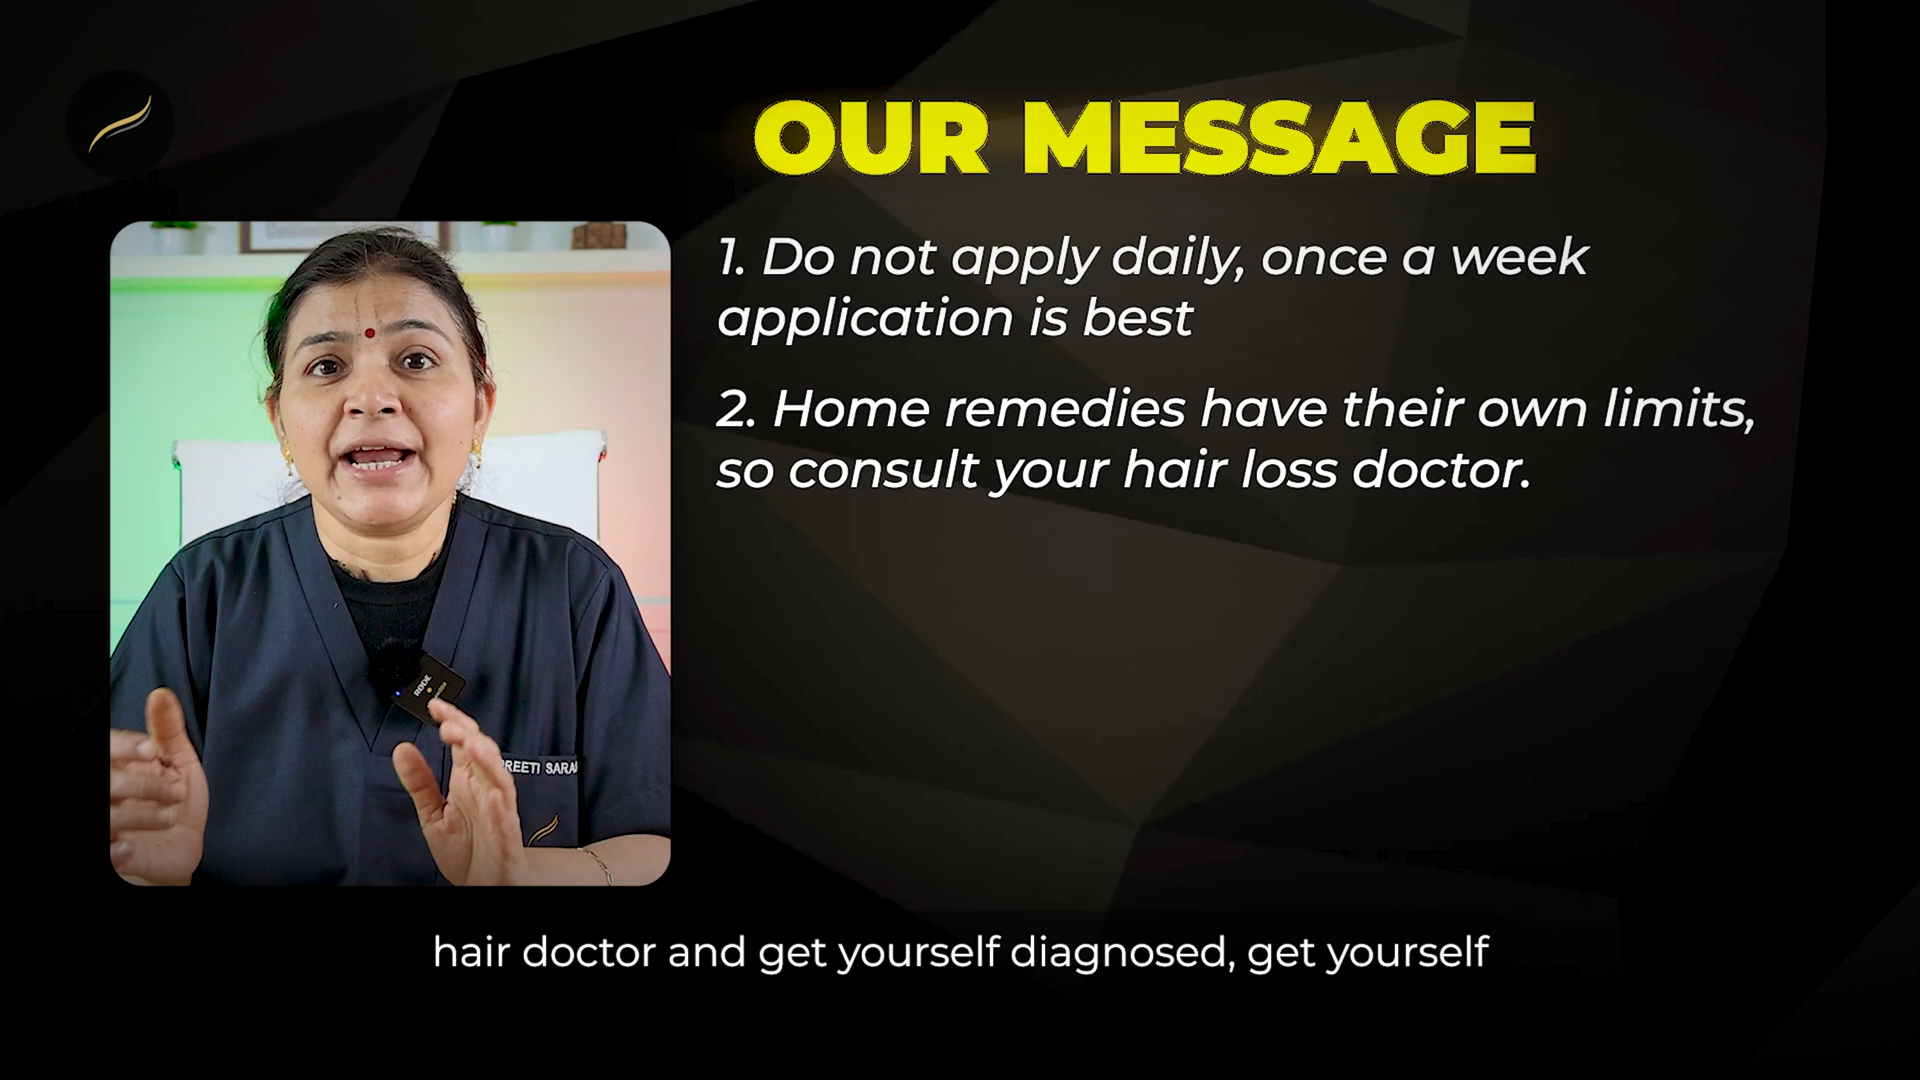 OUR MESSAGE
1. Do not apply daily, once a week
application is best
2. Home remedies have their own limits,
so consult your hair loss doctor.
RØDE
hair doctor and get yourself diagnosed, get yourself